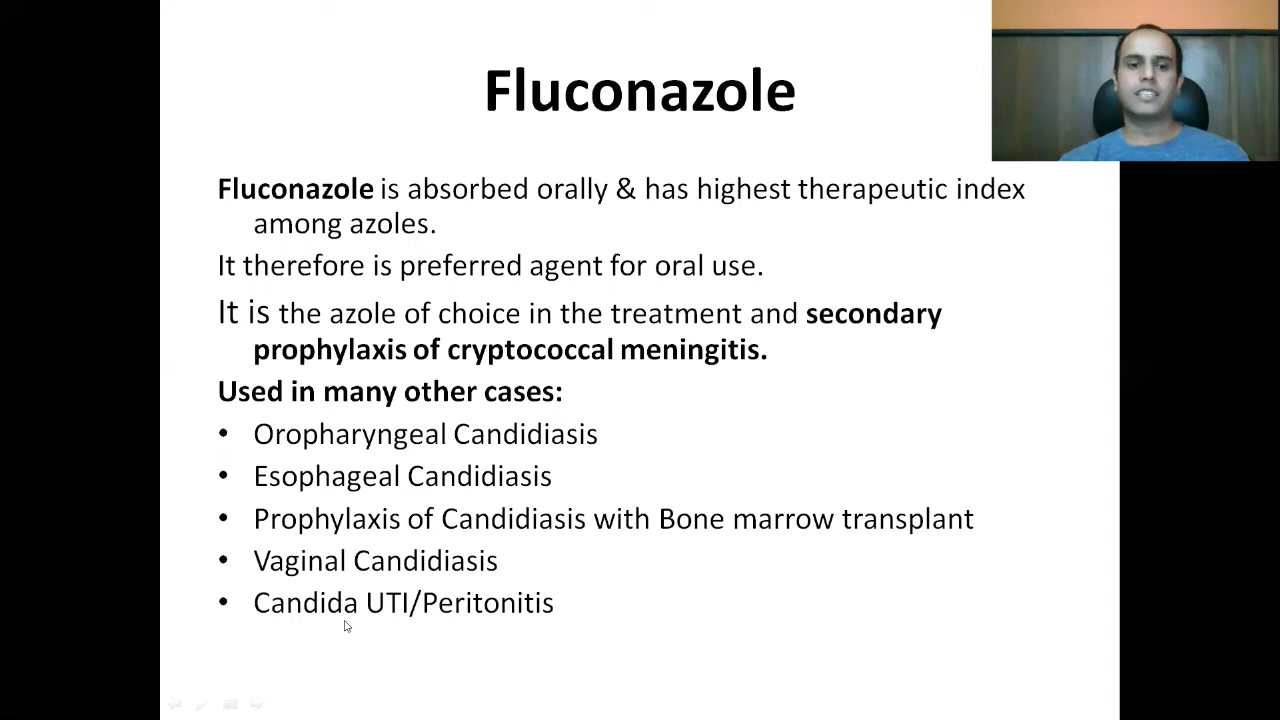 Fluconazole
Fluconazole is absorbed orally & has highest therapeutic index
among azoles.
It therefore is preferred agent for oral use.
It is the azole of choice in the treatment and secondary
prophylaxis of cryptococcal meningitis.
Used in many other cases:
• Oropharyngeal Candidiasis
• Esophageal Candidiasis
• Prophylaxis of Candidiasis with Bone marrow transplant
• Vaginal Candidiasis
• Candida UTI/Peritonitis